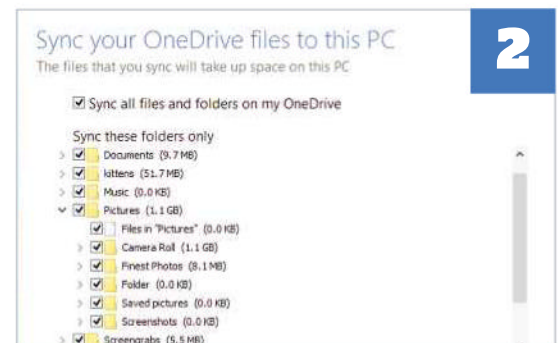 Sync your OneDrive files to this PC
2
The files that you sync will take up space on this PC
Sync all files and folders on my OneDrive
Sync these folders only
Documents (9.7 MB)
kittens (51.7 MB)
Music (0.0 KB)
Pictures (1.1 GB)
Files in "Pictures" (0.0 KB)
Camera Roll (1.1 GB)
Finest Photos (8.1 MB)
Folder (0.0 KB)
Saved pictures (0.0 KB)
Screenshots (0.0 KB)
Screengrabs (5.5 MB)